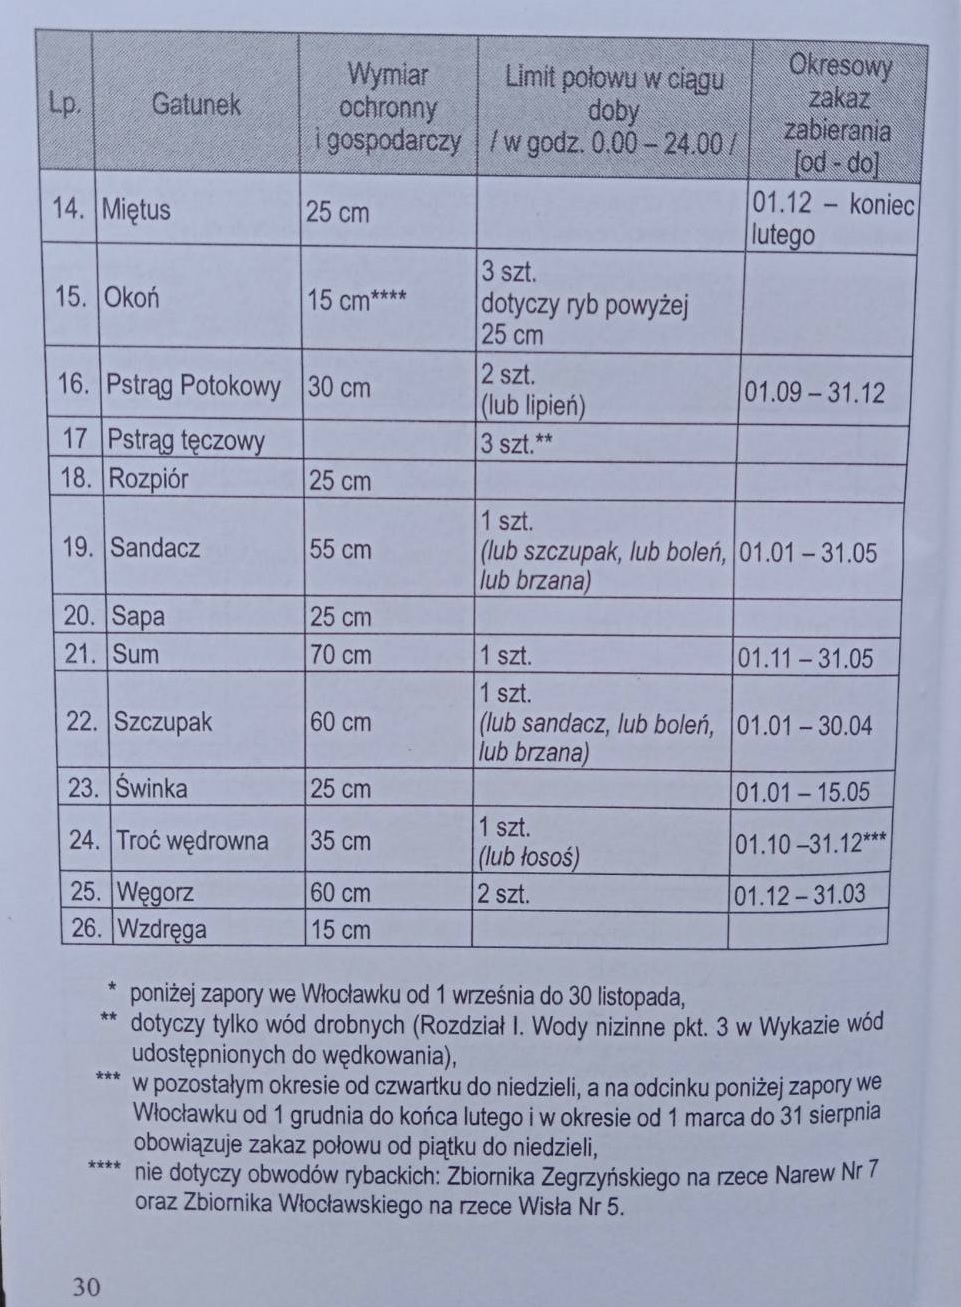 Lp.
Gatunek
Wymiar
ochronny
i gospodarczy
Limit połowu w ciągu
doby
/ w godz. 0.00 – 24.00 /
Okresowy
zakaz
zabierania
[od - do]
14. Miętus 25 cm 01.12 – koniec
lutego
15. Okoń 15 cm**** 3 szt.
dotyczy ryb powyżej
25 cm
16. Pstrąg Potokowy 30 cm 2 szt.
(lub lipień) 01.09 – 31.12
17 Pstrąg tęczowy 3 szt.**
18. Rozpiór 25 cm
19. Sandacz 55 cm 1 szt.
(lub szczupak, lub boleń, 01.01 – 31.05
lub brzana)
20. Sapa 25 cm
21. Sum 70 cm 1 szt. 01.11 – 31.05
22. Szczupak 60 cm 1 szt.
(lub sandacz, lub boleń, 01.01 – 30.04
lub brzana)
23. Świnka 25 cm 01.01 – 15.05
24. Troć wędrowna 35 cm 1 szt.
(lub łosoś) 01.10 –31.12***
25. Węgorz 60 cm 2 szt. 01.12 – 31.03
26. Wzdręga 15 cm
* poniżej zapory we Włocławku od 1 września do 30 listopada,
** dotyczy tylko wód drobnych (Rozdział I. Wody nizinne pkt. 3 w Wykazie wód
udostępnionych do wędkowania),
*** w pozostałym okresie od czwartku do niedzieli, a na odcinku poniżej zapory we
Włocławku od 1 grudnia do końca lutego i w okresie od 1 marca do 31 sierpnia
obowiązuje zakaz połowu od piątku do niedzieli,
**** nie dotyczy obwodów rybackich: Zbiornika Zegrzyńskiego na rzece Narew Nr 7
oraz Zbiornika Włocławskiego na rzece Wisła Nr 5.
30